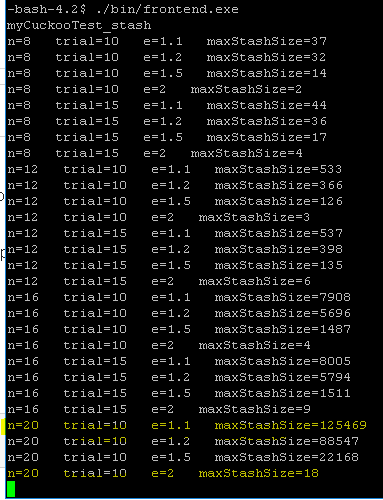 -bash-4.2$ ./bin/frontend.exe
myCuckooTest_stash
n=8 trial=10 e=1.1 maxStashSize=37
n=8 trial=10 e=1.2 maxStashSize=32
n=8 trial=10 e=1.5 maxStashSize=14
n=8 trial=10 e=2 maxStashSize=2
n=8 trial=15 e=1.1 maxStashSize=44
n=8 trial=15 e=1.2 maxStashSize=36
n=8 trial=15 e=1.5 maxStashSize=17
n=8 trial=15 e=2 maxStashSize=4
n=12 trial=10 e=1.1 maxStashSize=533
n=12 trial=10 e=1.2 maxStashSize=366
n=12 trial=10 e=1.5 maxStashSize=126
n=12 trial=10 e=2 maxStashSize=3
n=12 trial=15 e=1.1 maxStashSize=537
n=12 trial=15 e=1.2 maxStashSize=398
n=12 trial=15 e=1.5 maxStashSize=135
n=12 trial=15 e=2 maxStashSize=6
n=16 trial=10 e=1.1 maxStashSize=7908
n=16 trial=10 e=1.2 maxStashSize=5696
n=16 trial=10 e=1.5 maxStashSize=1487
n=16 trial=10 e=2 maxStashSize=4
n=16 trial=15 e=1.1 maxStashSize=8005
n=16 trial=15 e=1.2 maxStashSize=5794
n=16 trial=15 e=1.5 maxStashSize=1511
n=16 trial=15 e=2 maxStashSize=9
n=20 trial=10 e=1.1 maxStashSize=125469
n=20 trial=10 e=1.2 maxStashSize=88547
n=20 trial=10 e=1.5 maxStashSize=22168
n=20 trial=10 e=2 maxStashSize=18